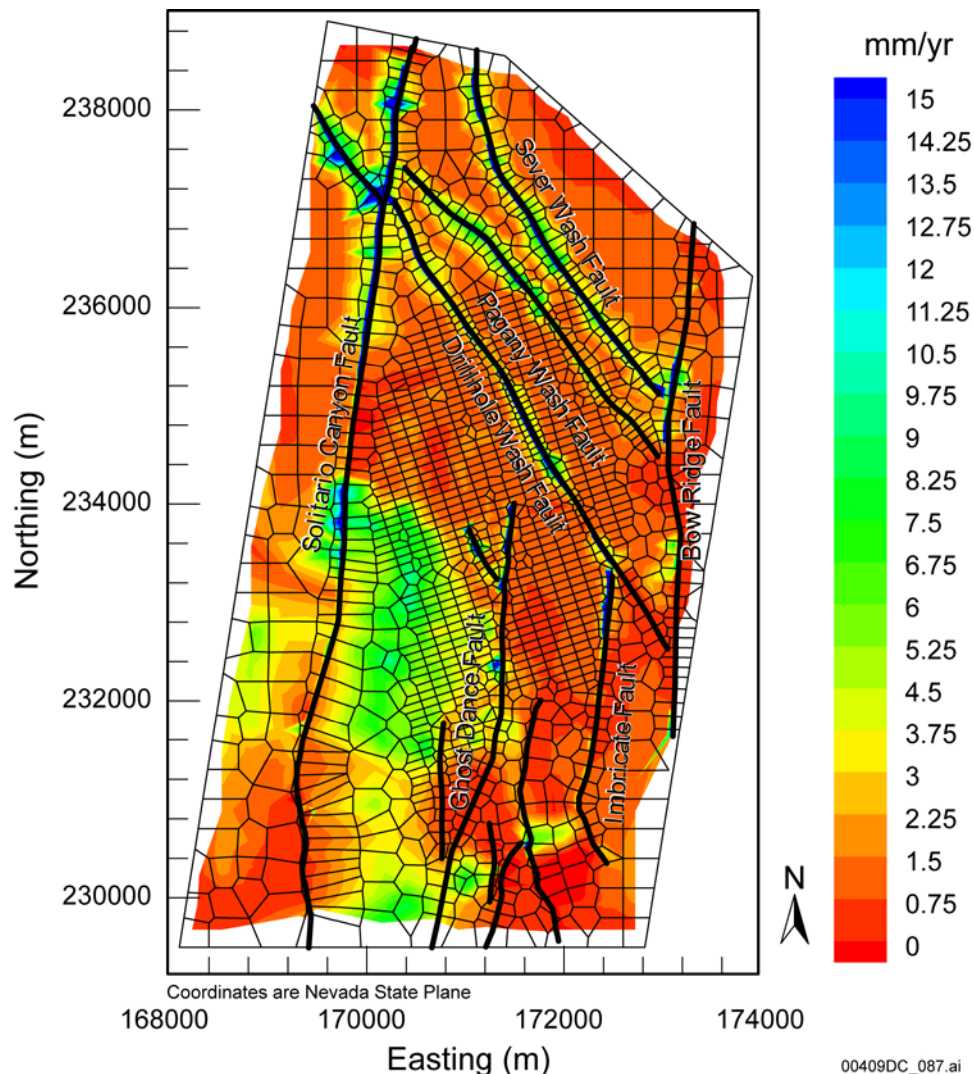 mm/yr
15
14.25
13.5
12.75
12
11.25
10.5
9.75
9
8.25
7.5
6.75
6
5.25
4.5
3.75
3
2.25
1.5
0.75
0
Northing (m)
238000
236000
234000
232000
230000
Sever Wash Fault
Pagany Wash Fault
Drillhole Wash Fault
Solitario Canyon Fault
Bow Ridge Fault
Ghost Dance Fault
Imbricate Fault
N
Coordinates are Nevada State Plane
168000 170000 172000 174000
Easting (m)
00409DC_087.ai